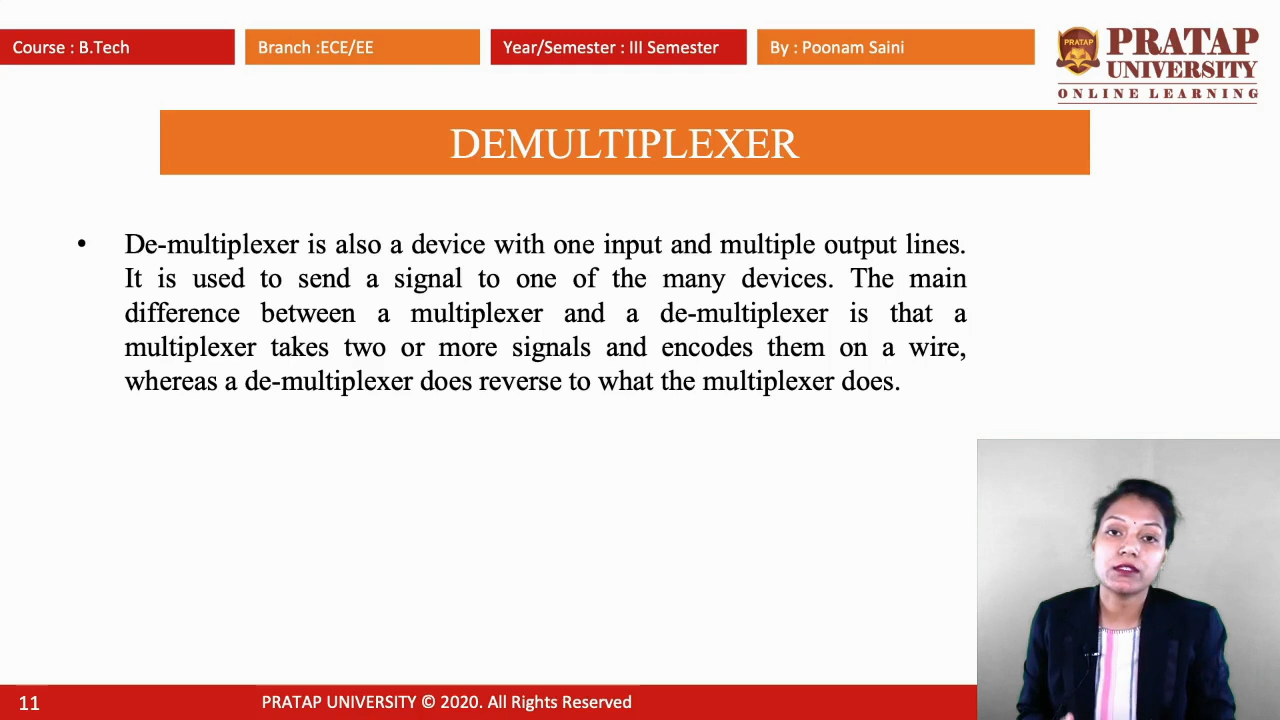 Course : B.Tech
Branch :ECE/EE
Year/Semester : III Semester
By : Poonam Saini
PRATAP
PRATAP
UNIVERSITY
ONLINE LEARNING
DEMULTIPLEXER
• De-multiplexer is also a device with one input and multiple output lines.
It is used to send a signal to one of the many devices. The main
difference between a multiplexer and a de-multiplexer is that a
multiplexer takes two or more signals and encodes them on a wire,
whereas a de-multiplexer does reverse to what the multiplexer does.
11
PRATAP UNIVERSITY © 2020. All Rights Reserved